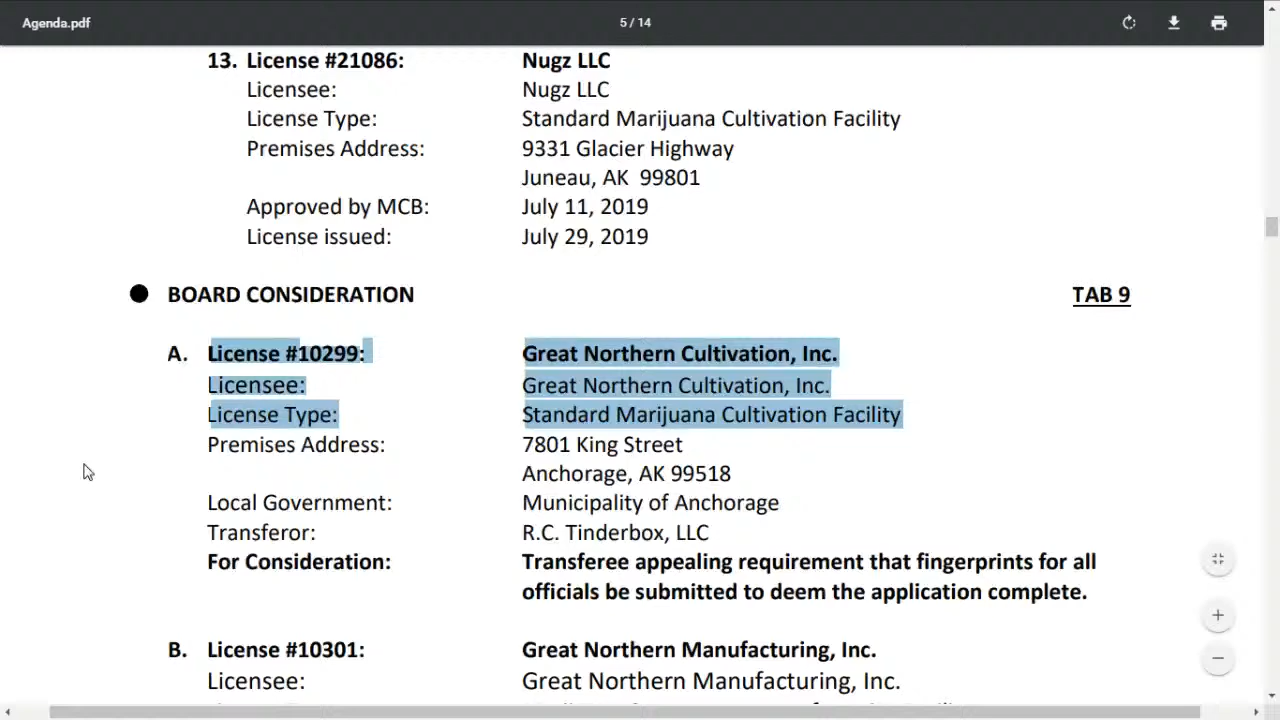 Agenda.pdf 5 / 14
13. License #21086: Nugz LLC
Licensee: Nugz LLC
License Type: Standard Marijuana Cultivation Facility
Premises Address: 9331 Glacier Highway
Juneau, AK 99801
Approved by MCB: July 11, 2019
License issued: July 29, 2019
BOARD CONSIDERATION TAB 9
A. License #10299: Great Northern Cultivation, Inc.
Licensee: Great Northern Cultivation, Inc.
License Type: Standard Marijuana Cultivation Facility
Premises Address: 7801 King Street
Anchorage, AK 99518
Local Government: Municipality of Anchorage
Transferor: R.C. Tinderbox, LLC
For Consideration: Transferee appealing requirement that fingerprints for all
officials be submitted to deem the application complete.
B. License #10301: Great Northern Manufacturing, Inc.
Licensee: Great Northern Manufacturing, Inc.